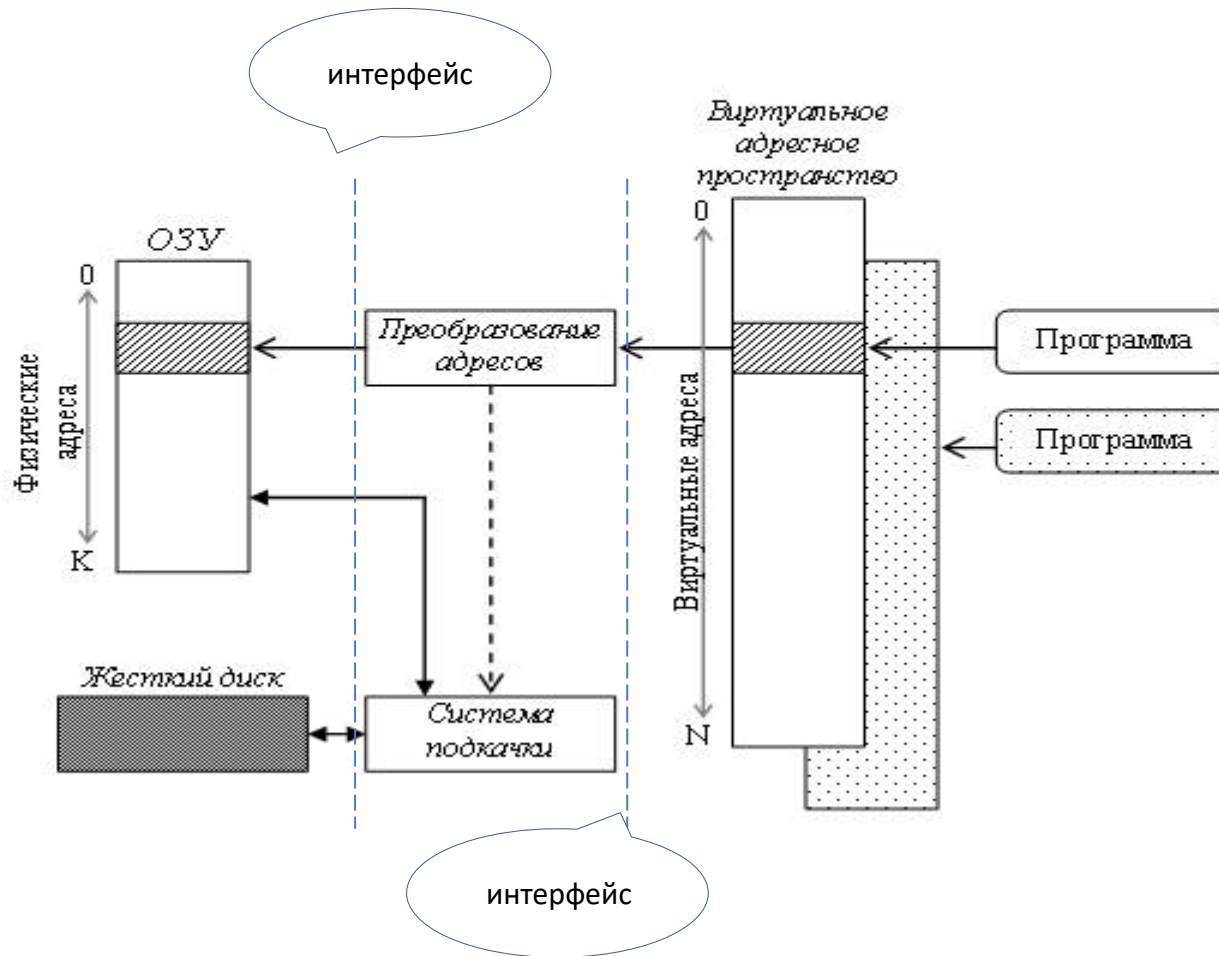 интерфейс
Виртуальное
адресное
пространство
0
ОЗУ
0
Преобразование
адресов
Программа
Программа
Физические
адреса
Виртуальные адреса
K
Жесткий диск
Система
подкачки
N
интерфейс